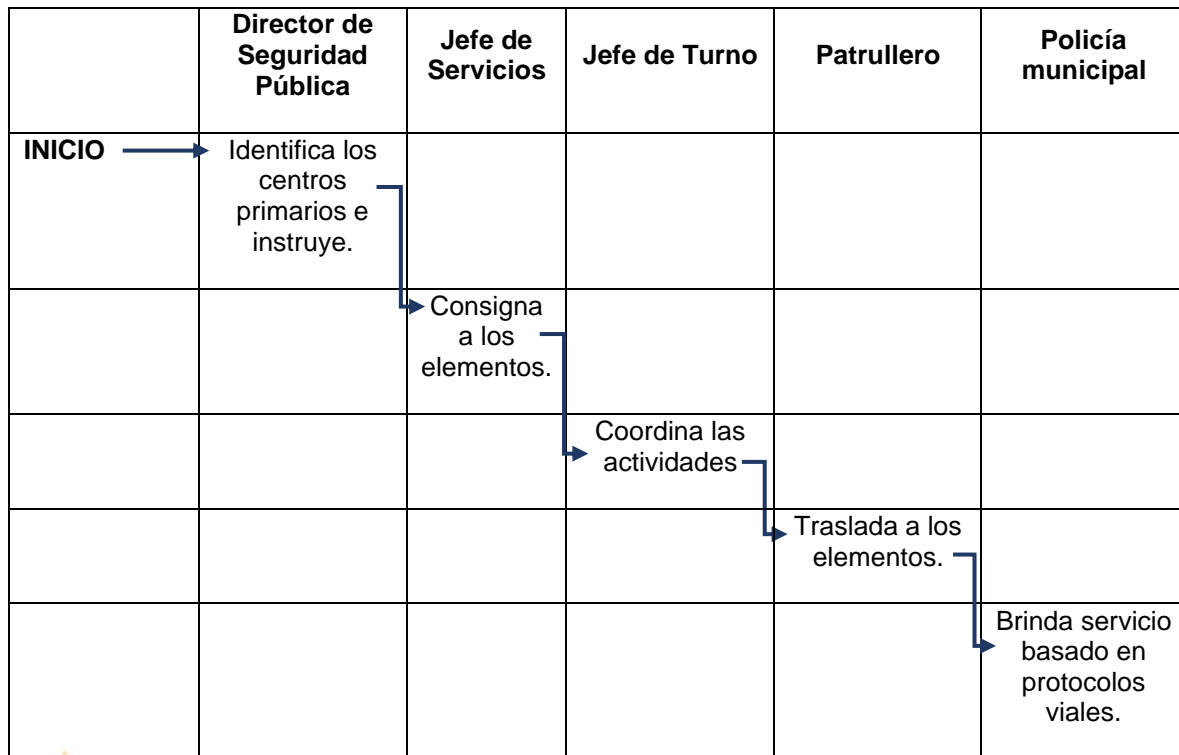 Director de
Seguridad
Pública
Jefe de
Servicios
Jefe de Turno
Patrullero
Policía
municipal
INICIO
Identifica los
centros
primarios e
instruye.
Consigna
a los
elementos.
Coordina las
actividades
Traslada a los
elementos.
Brinda servicio
basado en
protocolos
viales.